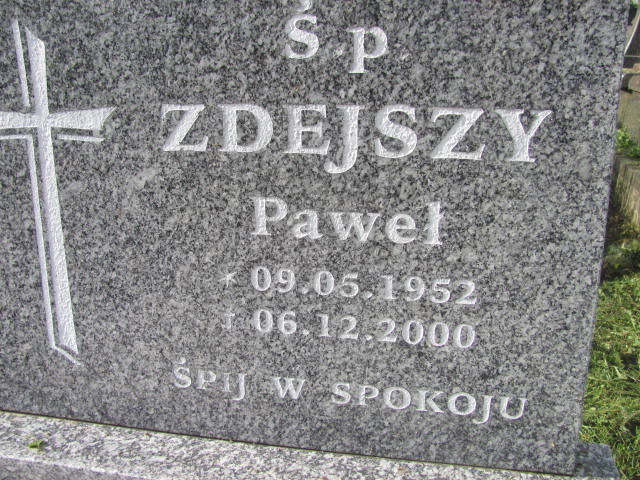 Ś.p
ZDEJSZY
Paweł
* 09.05.1952
† 06.12.2000
ŚPIJ W SPOKOJU